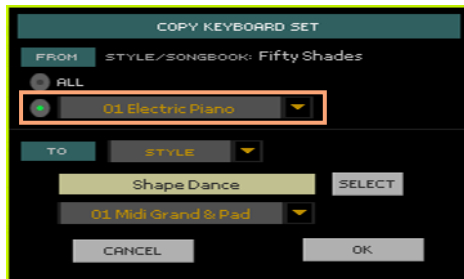 COPY KEYBOARD SET
FROM STYLE/SONGBOOK: Fifty Shades
ALL
01 Electric Piano
TO STYLE
Shape Dance SELECT
01 Midi Grand & Pad
CANCEL OK